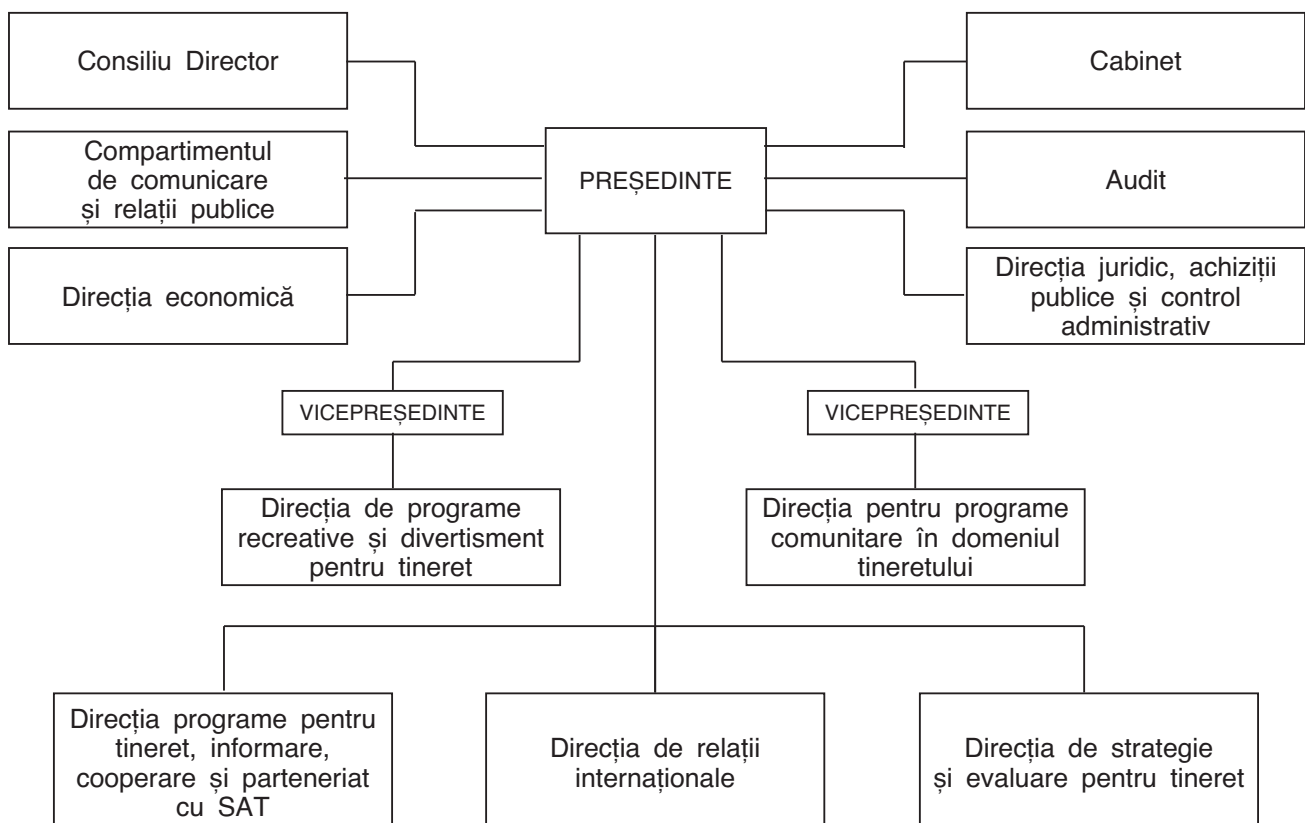 Consiliu Director
Cabinet
Compartimentul
de comunicare
și relații publice
PREȘEDINTE
Audit
Direcția economică
Direcția juridic, achiziții
publice și control
administrativ
VICEPREȘEDINTE
VICEPREȘEDINTE
Direcția de programe
recreative și divertisment
pentru tineret
Direcția pentru programe
comunitare în domeniul
tineretului
Direcția programe pentru
tineret, informare,
cooperare și parteneriat
cu SAT
Direcția de relații
internaționale
Direcția de strategie
și evaluare pentru tineret